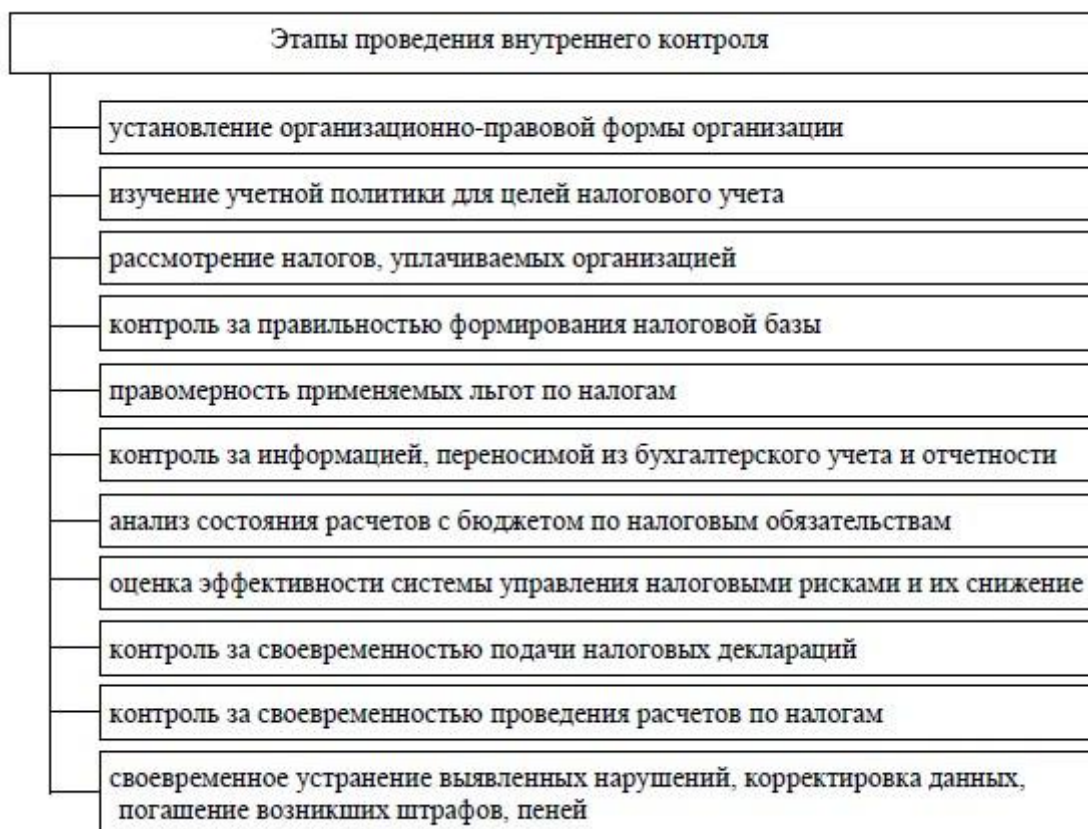 Этапы проведения внутреннего контроля
установление организационно-правовой формы организации
изучение учетной политики для целей налогового учета
рассмотрение налогов, уплачиваемых организацией
контроль за правильностью формирования налоговой базы
правомерность применяемых льгот по налогам
контроль за информацией, переносимой из бухгалтерского учета и отчетности
анализ состояния расчетов с бюджетом по налоговым обязательствам
оценка эффективности системы управления налоговыми рисками и их снижение
контроль за своевременностью подачи налоговых деклараций
контроль за своевременностью проведения расчетов по налогам
своевременное устранение выявленных нарушений, корректировка данных,
погашение возникших штрафов, пеней